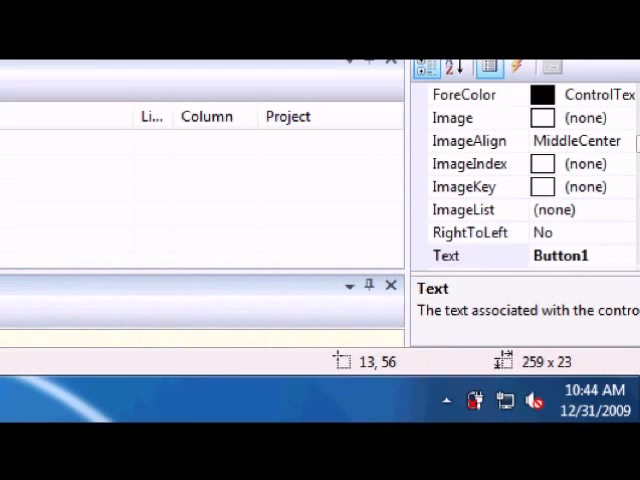 Li... Column Project
ForeColor ControlTex
Image (none)
ImageAlign MiddleCenter
ImageIndex (none)
ImageKey (none)
ImageList (none)
RightToLeft No
Text Button1
Text
The text associated with the contro
13, 56 259 x 23
10:44 AM
12/31/2009